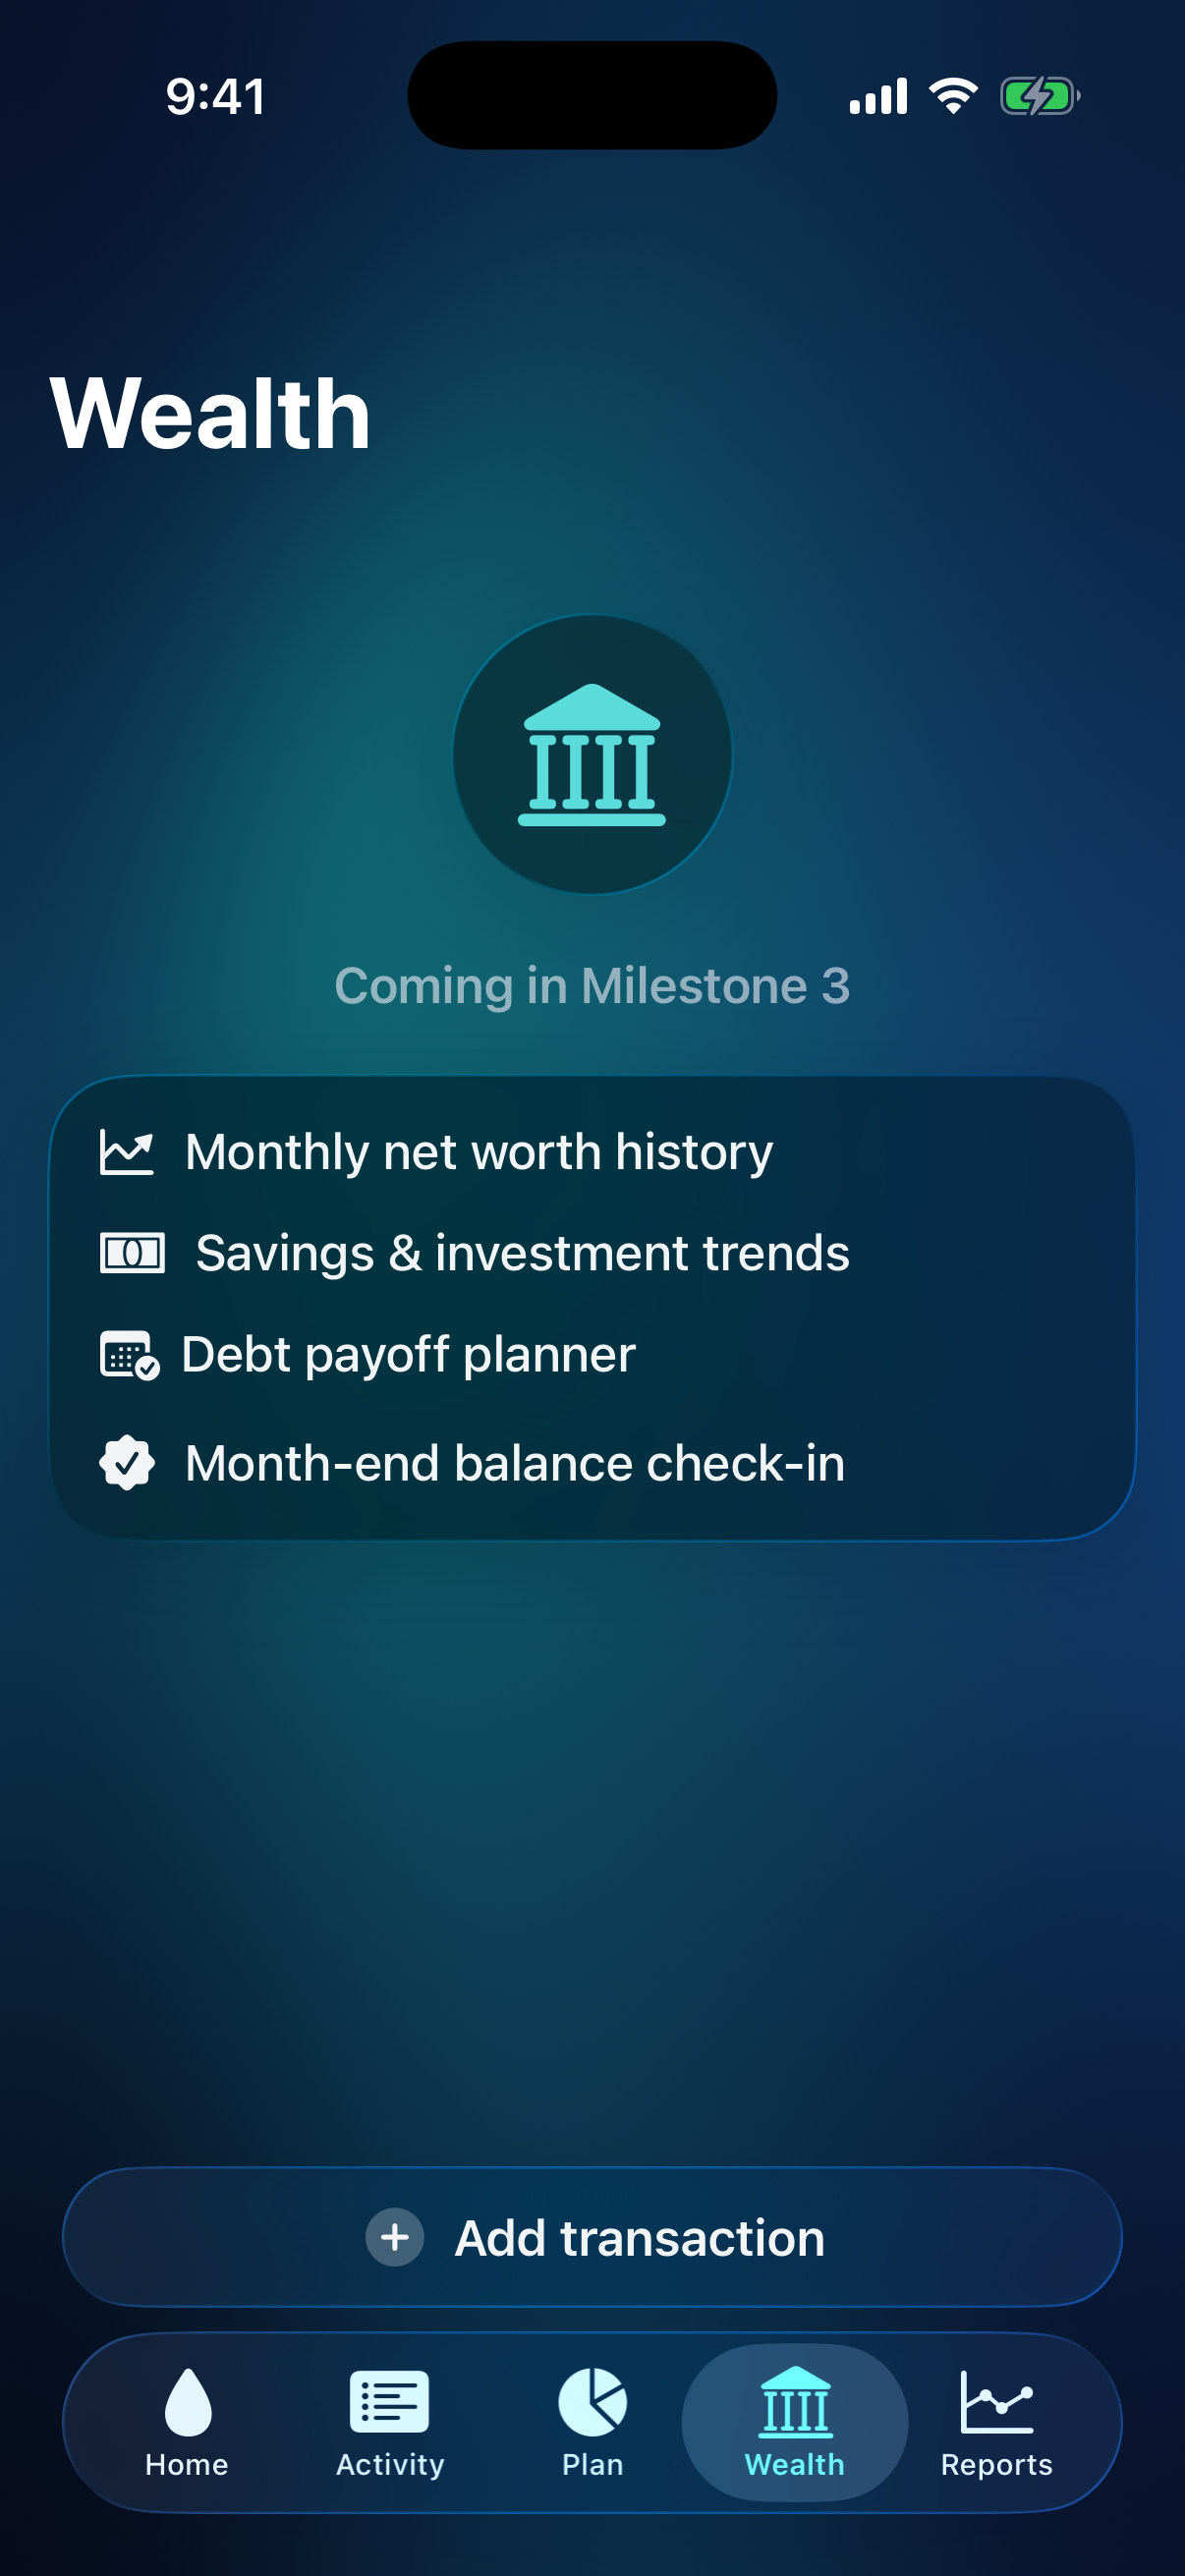 9:41
Wealth
Coming in Milestone 3
Monthly net worth history
Savings & investment trends
Debt payoff planner
Month-end balance check-in
Add transaction
Home
Activity
Plan
Wealth
Reports